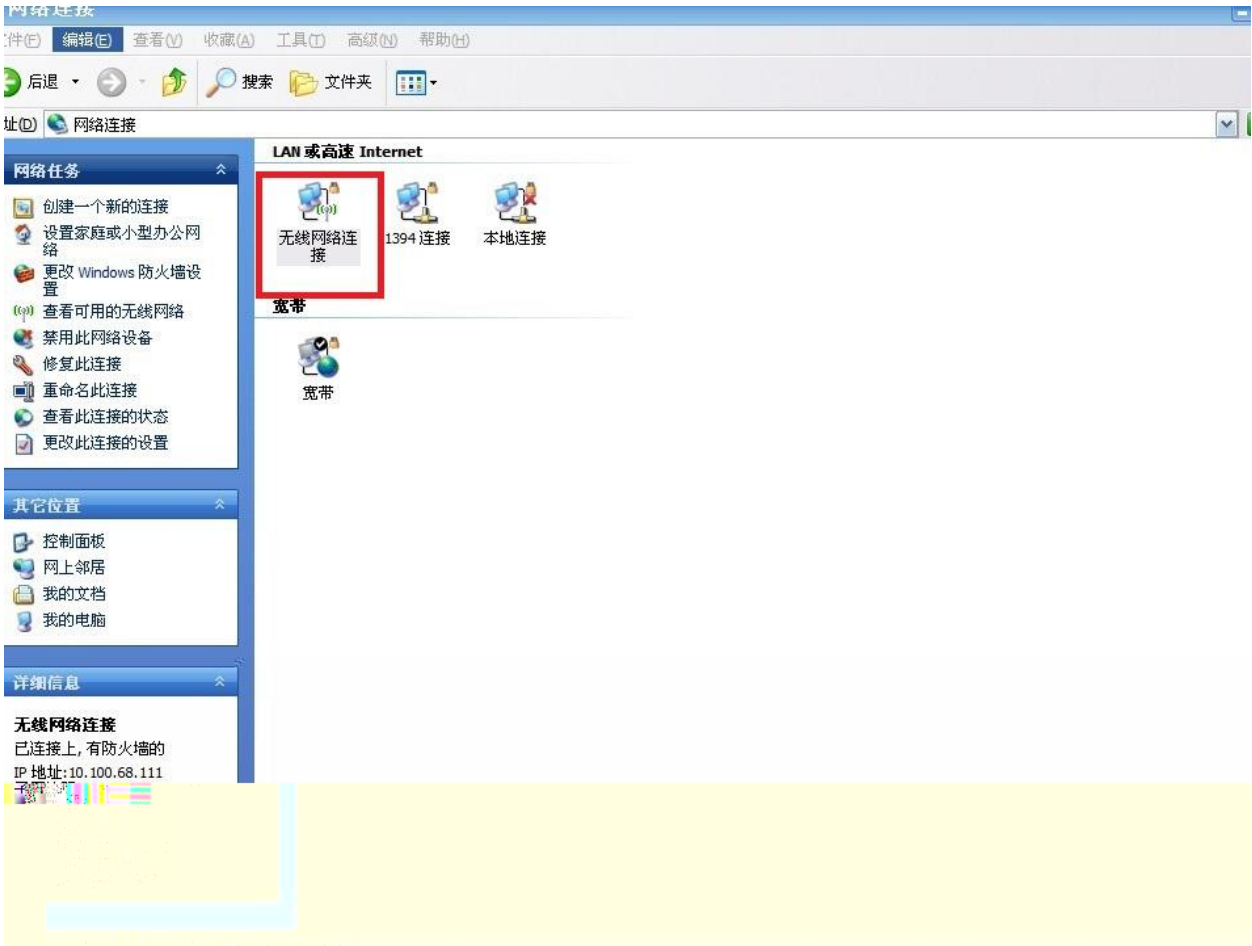 网络连接
件(F) 编辑(E) 查看(V) 收藏(A) 工具(T) 高级(N) 帮助(H)
后退 搜索 文件夹
址(D) 网络连接
网络任务
创建一个新的连接
设置家庭或小型办公网
络
更改 Windows 防火墙设
置
查看可用的无线网络
禁用此网络设备
修复此连接
重命名此连接
查看此连接的状态
更改此连接的设置
其它位置
控制面板
网上邻居
我的文档
我的电脑
详细信息
无线网络连接
已连接上, 有防火墙的
IP 地址:10.100.68.111
LAN 或高速 Internet
无线网络连
接
1394 连接
本地连接
宽带
宽带